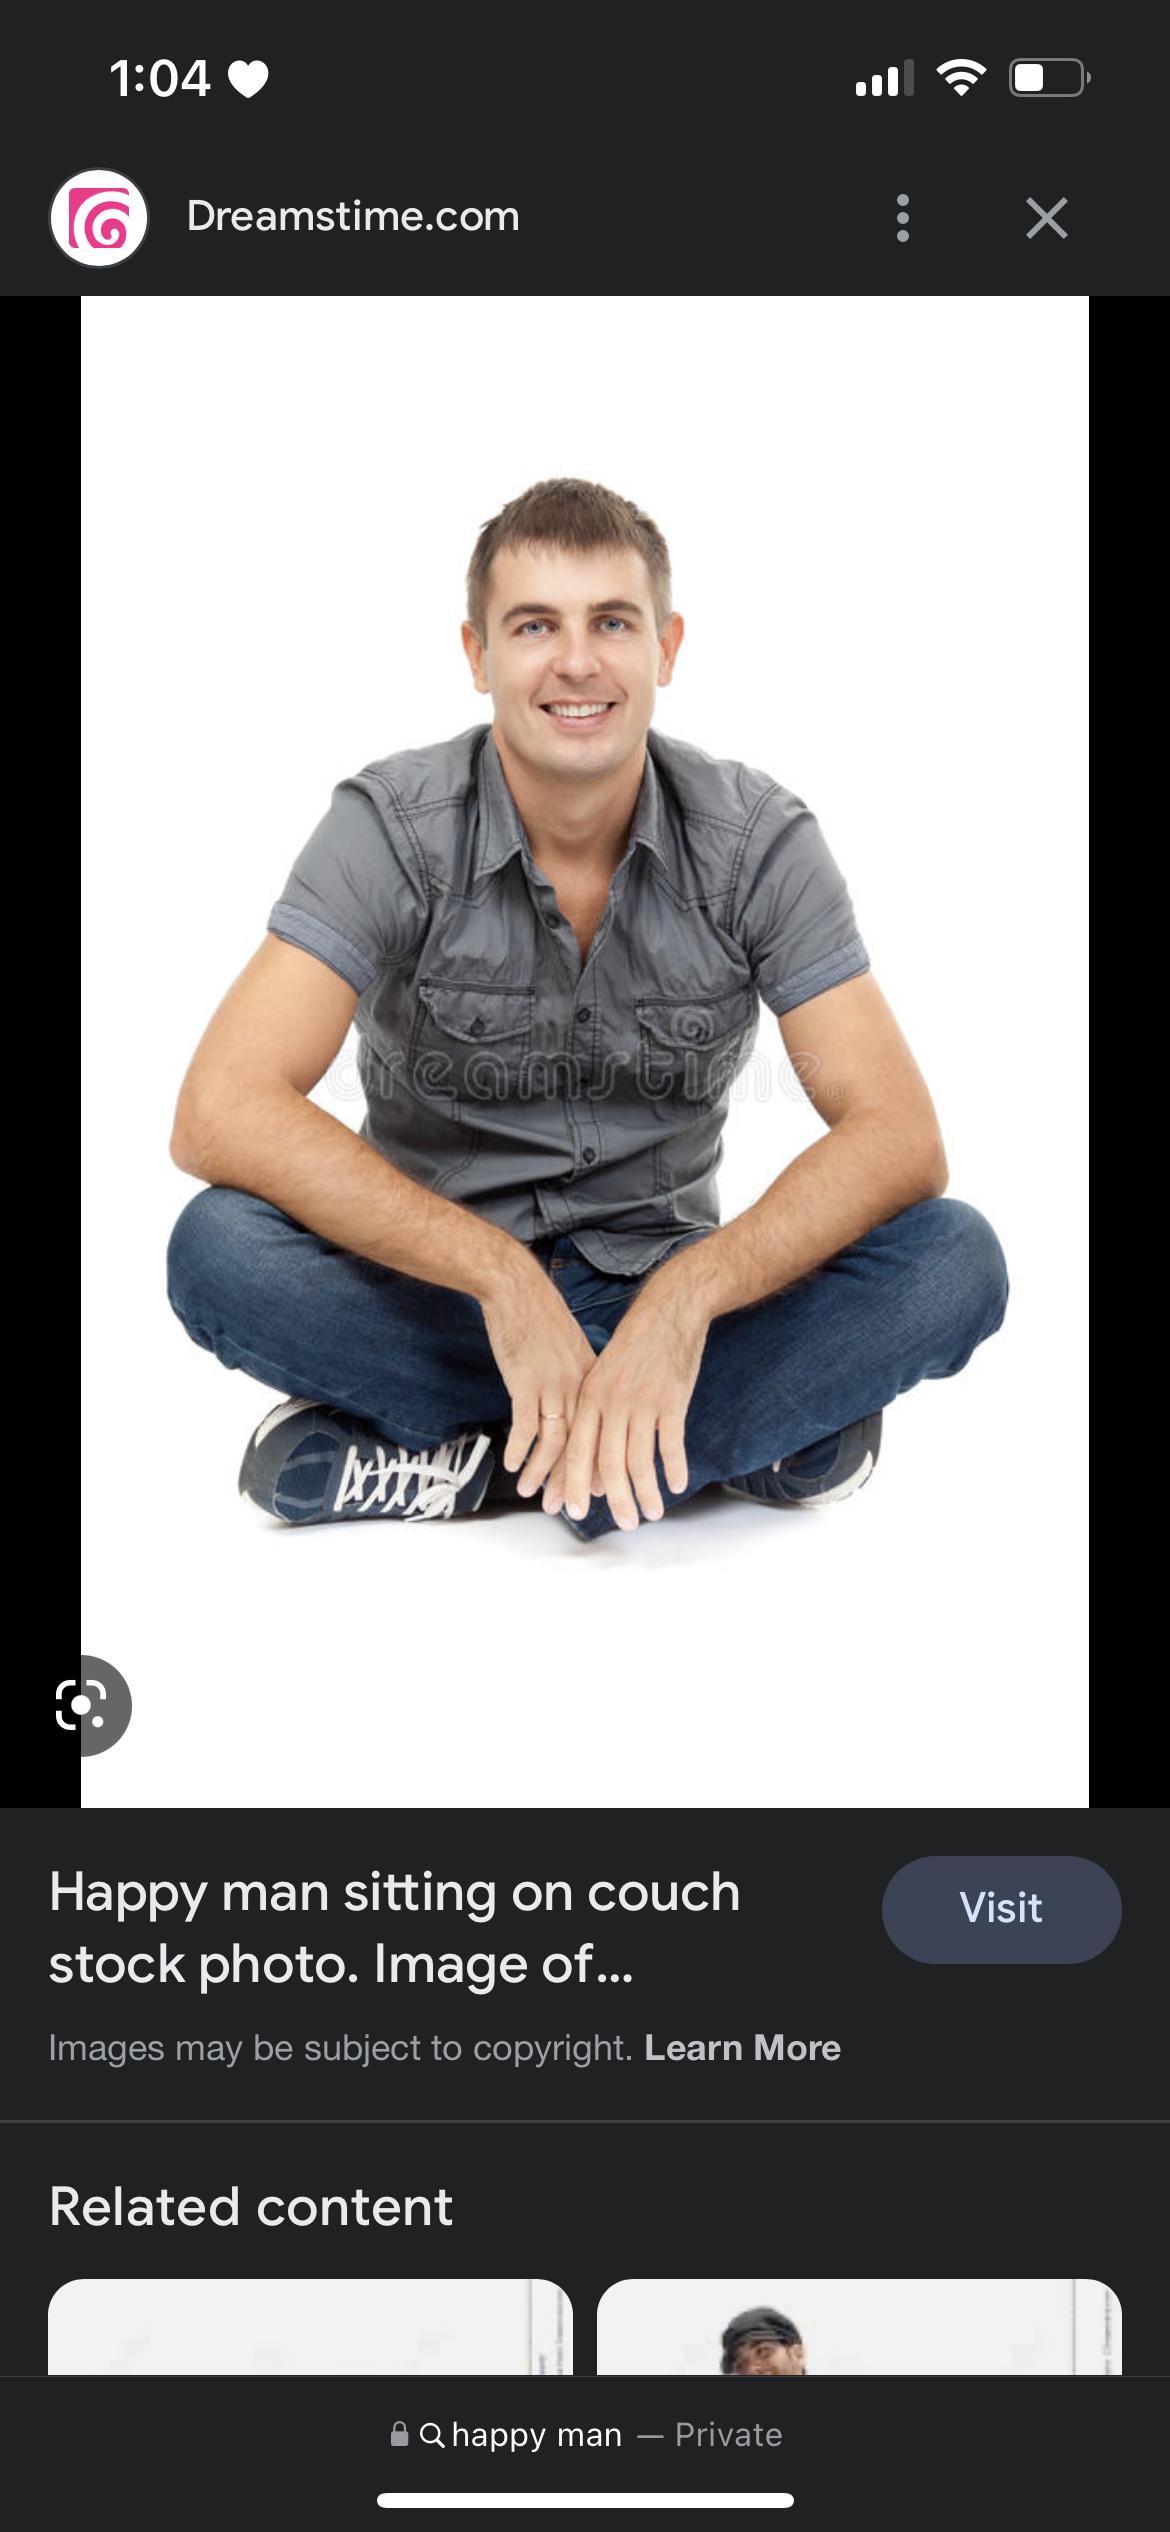 1:04
Dreamstime.com
dreamstime.
Happy man sitting on couch
stock photo. Image of...
Visit
Images may be subject to copyright. Learn More
Related content
happy man — Private